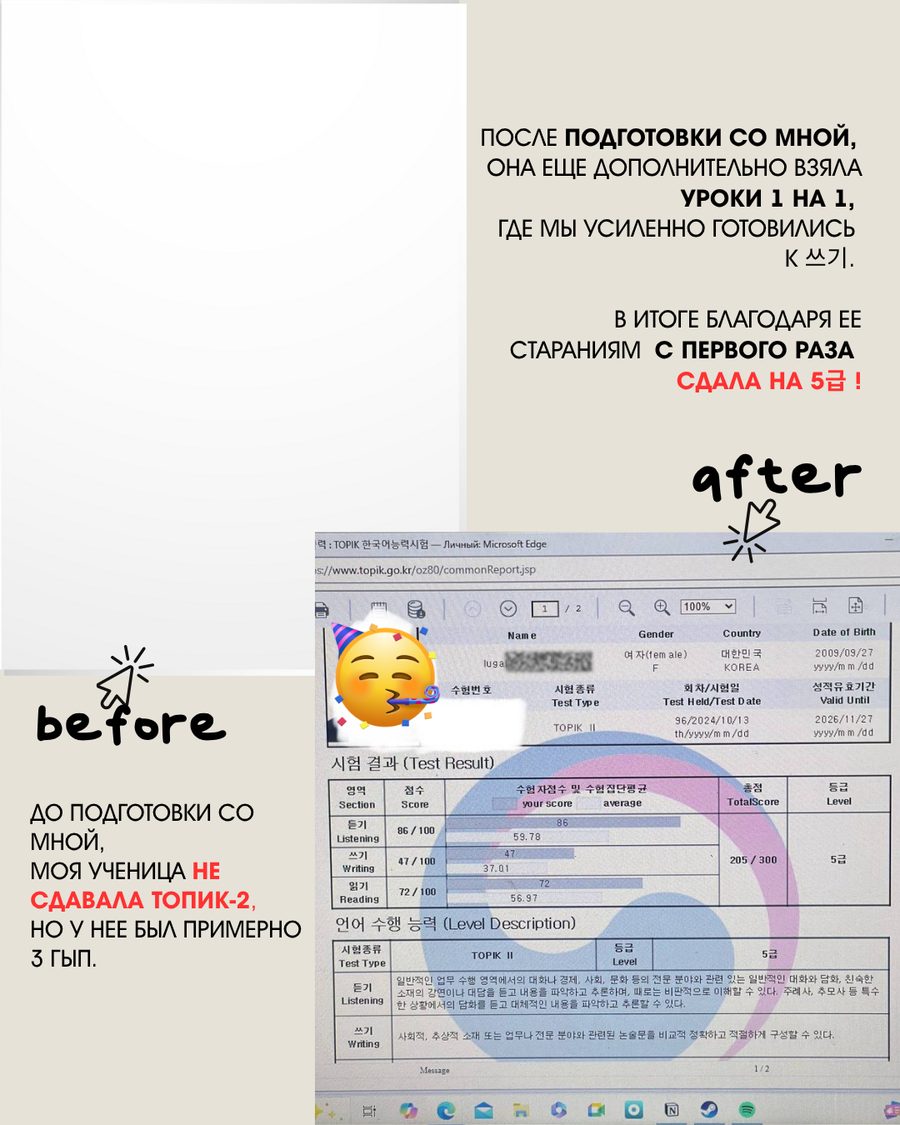 ПОСЛЕ ПОДГОТОВКИ СО МНОЙ,
ОНА ЕЩЕ ДОПОЛНИТЕЛЬНО ВЗЯЛА
УРОКИ 1 НА 1,
ГДЕ МЫ УСИЛЕННО ГОТОВИЛИСЬ
К 쓰기.
В ИТОГЕ БЛАГОДАРЯ ЕЕ
СТАРАНИЯМ С ПЕРВОГО РАЗА
СДАЛА НА 5급 !
after
before
ДО ПОДГОТОВКИ СО
МНОЙ,
МОЯ УЧЕНИЦА НЕ
СДАВАЛА ТОПИК-2,
НО У НЕЕ БЫЛ ПРИМЕРНО
3 ГЫП.
력 : TOPIK 한국어능력시험 — Личный: Microsoft Edge
s://www.topik.go.kr/oz80/commonReport.jsp
1 / 2 100%
Name Gender Country Date of Birth
luga 여자(female) 대한민국 2009/09/27
F KOREA yyyy/mm/dd
수험번호 시험종류 회차/시험일 성적유효기간
Test Type Test Held/Test Date Valid Until
TOPIK II 96/2024/10/13 2026/11/27
th/yyyy/mm/dd yyyy/mm/dd
시험 결과 (Test Result)
영역 점수 수험자점수 및 수험집단평균 총점 등급
Section Score your score average TotalScore Level
듣기 86 / 100 86
Listening 59.78
쓰기 47 / 100 47 205 / 300 5급
Writing 37.01
읽기 72 / 100 72
Reading 56.97
언어 수행 능력 (Level Description)
시험종류 TOPIK II 등급 5급
Test Type Level
듣기 일반적인 업무 수행 영역에서의 대화나 경제, 사회, 문화 등의 전문 분야와 관련 있는 일반적인 대화와 담화, 친숙한
Listening 소재의 강연이나 대담을 듣고 내용을 파악하고 추론하며, 때로는 비판적으로 이해할 수 있다. 주례사, 추모사 등 특수
한 상황에서의 담화를 듣고 대체적인 내용을 파악하고 추론할 수 있다.
쓰기 사회적, 추상적 소재 또는 업무나 전문 분야와 관련된 논술문을 비교적 정확하고 적절하게 구성할 수 있다.
Writing
Message 1 / 2